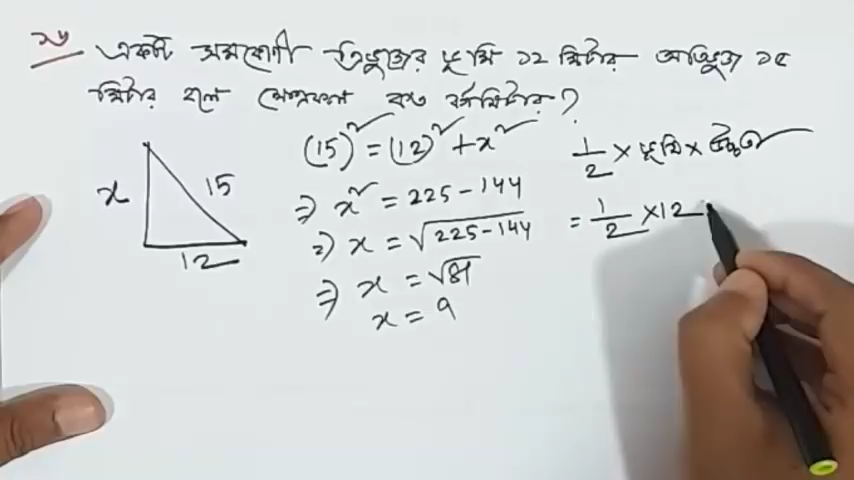 ১৬ একটি সমকোণী ত্রিভুজের ভূমি ১২ মিটার অতিভুজ ১৫
মিটার হলে ক্ষেত্রফল কত বর্গমিটার?
x 15
12
(15)² = (12)² + x²
⇒ x² = 225 - 144
⇒ x = √225 - 144
⇒ x = √81
x = 9
1/2 × ভূমি × উচ্চতা
= 1/2 × 12